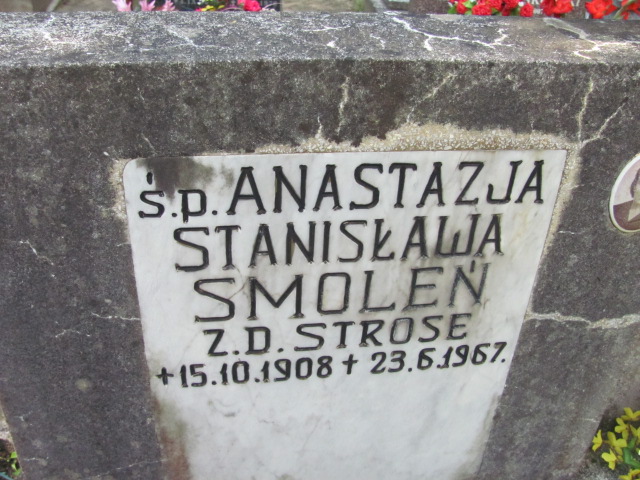 ś.p. ANASTAZJA
STANISŁAWA
SMOLEŃ
Z.D. STROSE
+15.10.1908 + 23.6.1967.